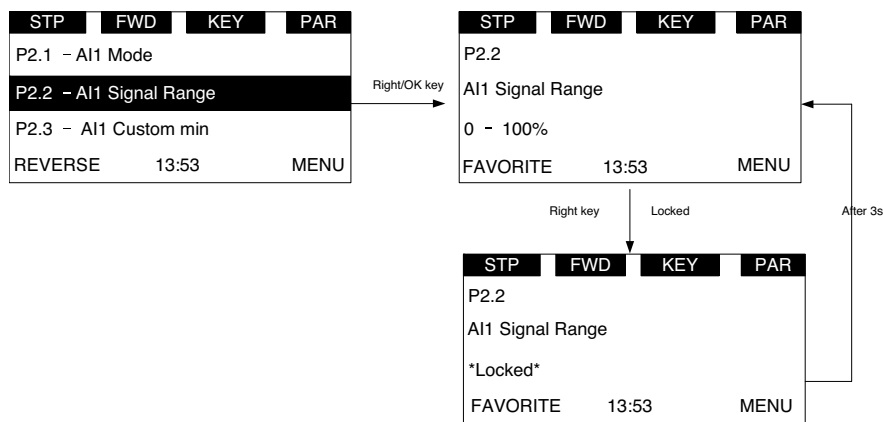 STP FWD KEY PAR
P2.1 – AI1 Mode
P2.2 – AI1 Signal Range
P2.3 – AI1 Custom min
REVERSE 13:53 MENU
Right/OK key
STP FWD KEY PAR
P2.2
AI1 Signal Range
0 – 100%
FAVORITE 13:53 MENU
Right key Locked
After 3s
STP FWD KEY PAR
P2.2
AI1 Signal Range
*Locked*
FAVORITE 13:53 MENU